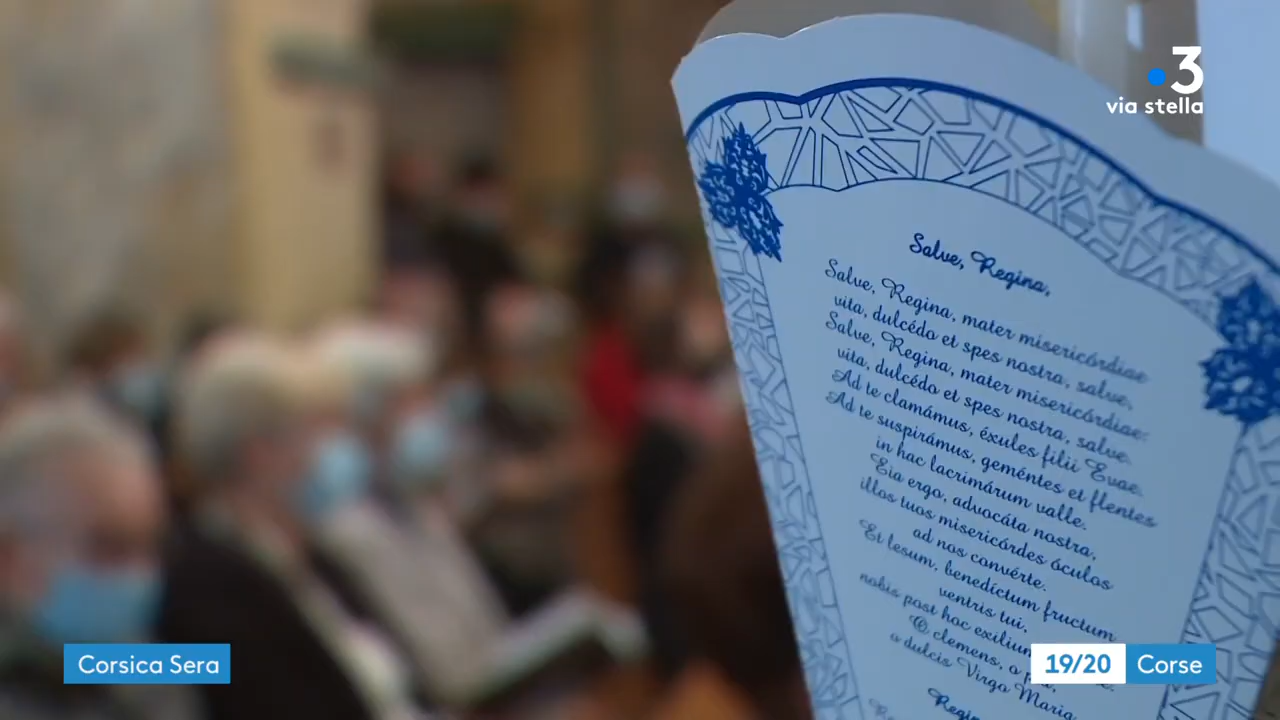 3
via stella
Salve, Regina,
Salve, Regina, mater misericórdiae
vita, dulcédo et spes nostra, salve.
Salve, Regina, mater misericórdiae:
vita, dulcédo et spes nostra, salve.
Ad te clamámus, éxules fílii Evae.
Ad te suspirámus, geméntes et flentes
in hac lacrimárum valle.
Eia ergo, advocáta nostra,
illos tuos misericórdes óculos
ad nos convérte.
Et Iesum, benedíctum fructum
ventris tui,
nobis post hoc exílium
O clemens, o
o dulcis Virgo Maria
Regin
Corsica Sera
19/20 Corse